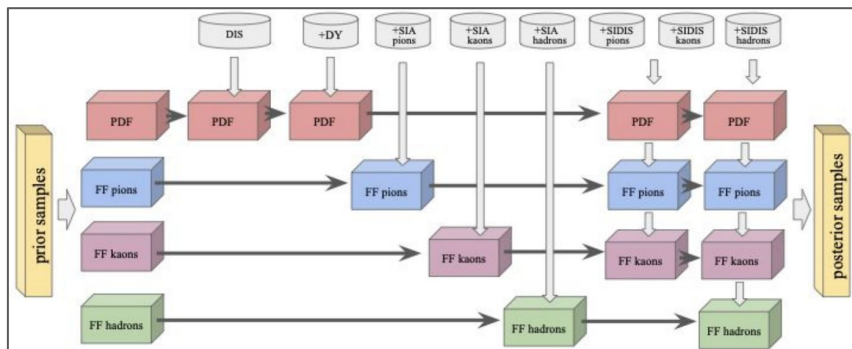 DIS
+DY
+SIA
pions
+SIA
kaons
+SIA
hadrons
+SIDIS
pions
+SIDIS
kaons
+SIDIS
hadrons
prior samples
PDF
PDF
PDF
PDF
PDF
FF pions
FF pions
FF pions
FF pions
FF kaons
FF kaons
FF kaons
FF kaons
FF hadrons
FF hadrons
FF hadrons
posterior samples